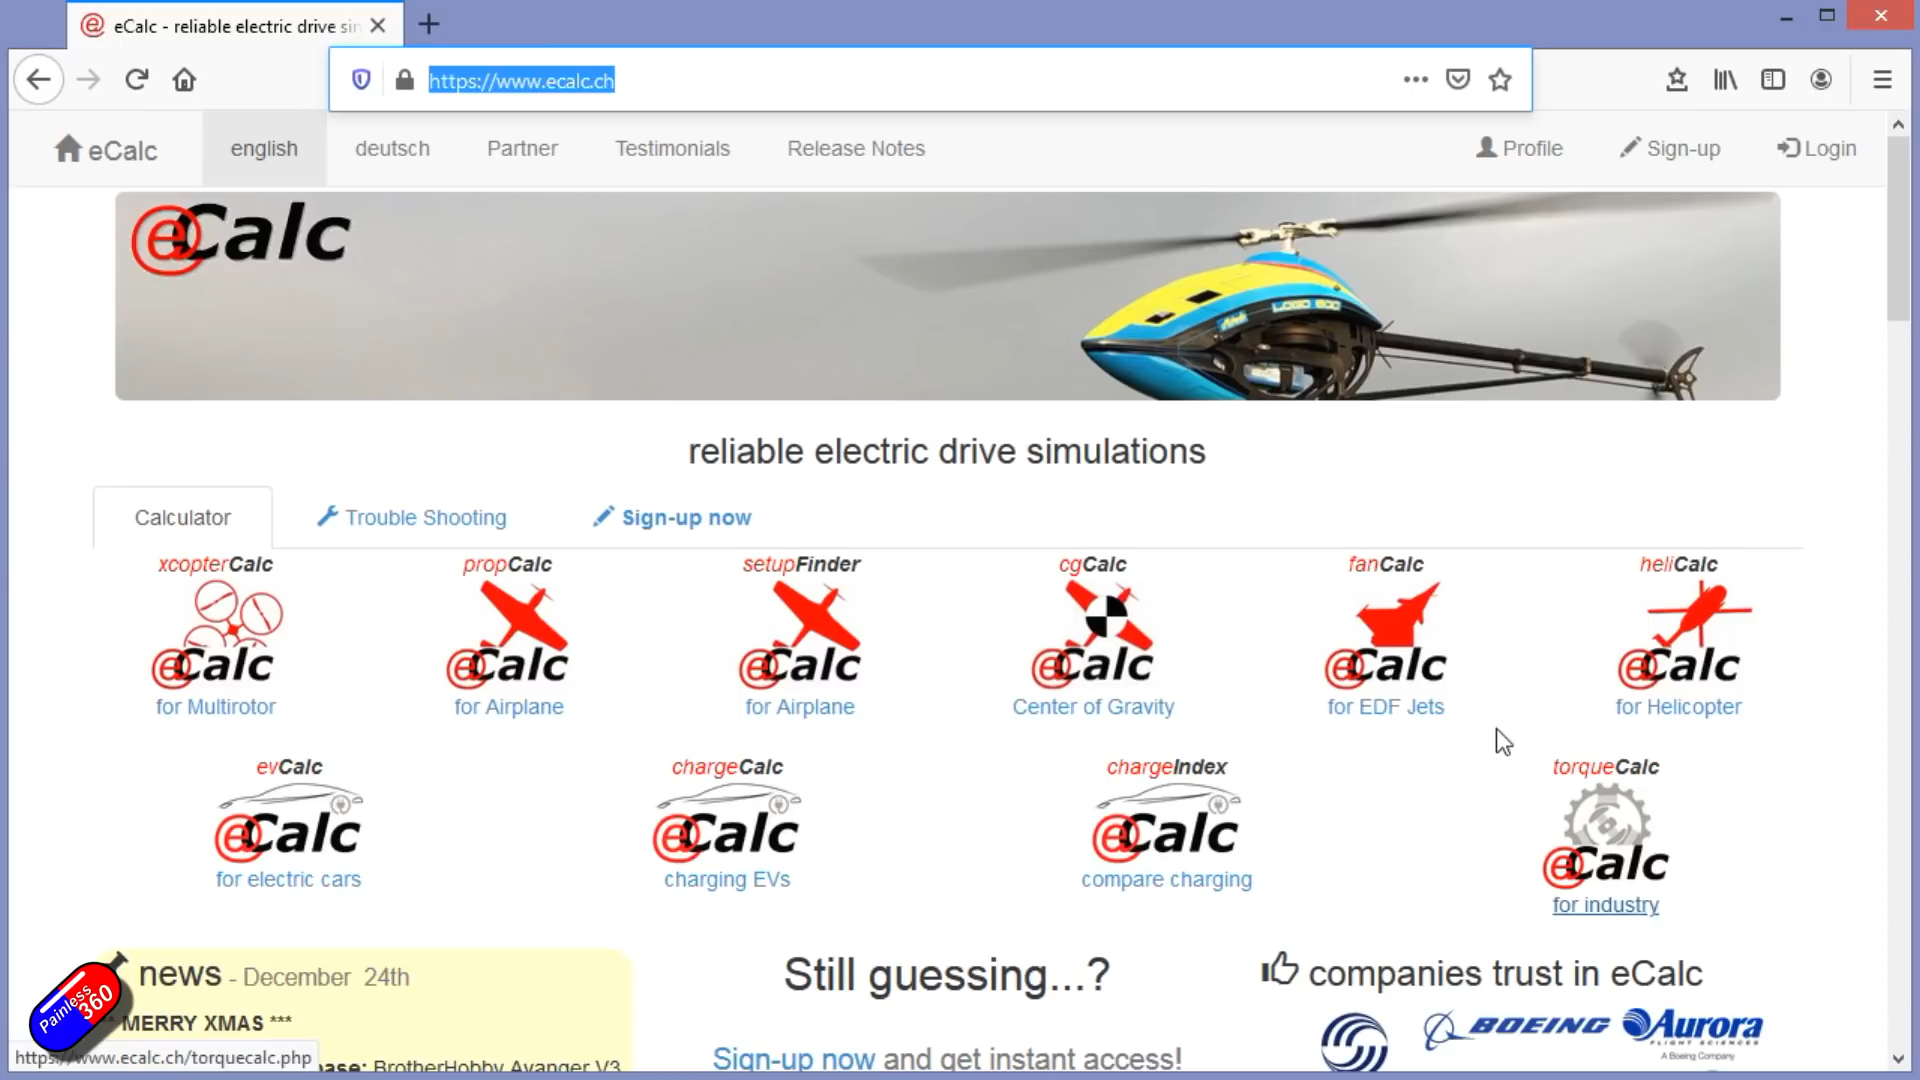 eCalc - reliable electric drive sin
https://www.ecalc.ch
eCalc
english
deutsch
Partner
Testimonials
Release Notes
Profile
Sign-up
Login
eCalc
LOGO 800
reliable electric drive simulations
Calculator
Trouble Shooting
Sign-up now
xcopterCalc
propCalc
setupFinder
cgCalc
fanCalc
heliCalc
eCalc
eCalc
eCalc
eCalc
eCalc
eCalc
for Multirotor
for Airplane
for Airplane
Center of Gravity
for EDF Jets
for Helicopter
evCalc
chargeCalc
chargeIndex
torqueCalc
eCalc
eCalc
eCalc
eCalc
for electric cars
charging EVs
compare charging
for industry
news - December 24th
Still guessing...?
companies trust in eCalc
MERRY XMAS ***
BOEING
Aurora
FLIGHT SCIENCES
A Boeing Company
Painless
360
https://www.ecalc.ch/torquecalc.php
base: BrotherHobby Avanger V3
Sign-up now and get instant access!